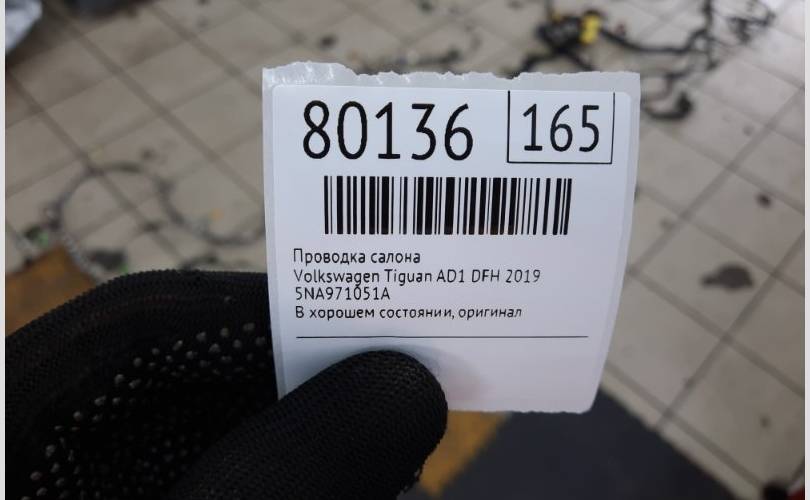 80136 165
Проводка салона
Volkswagen Tiguan AD1 DFH 2019
5NA971051A
В хорошем состоянии, оригинал